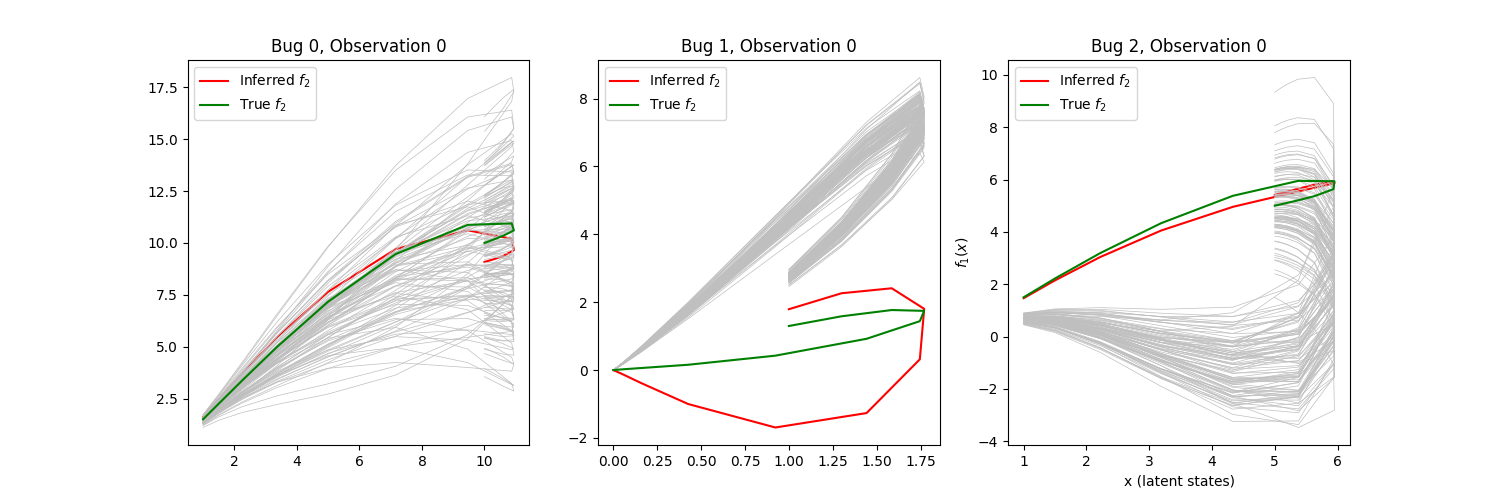 Bug 0, Observation 0
Inferred f₂
True f₂
17.5
15.0
12.5
10.0
7.5
5.0
2.5
2 4 6 8 10
Bug 1, Observation 0
Inferred f₂
True f₂
8
6
4
2
0
−2
0.00 0.25 0.50 0.75 1.00 1.25 1.50 1.75
Bug 2, Observation 0
Inferred f₂
True f₂
f₁(x)
10
8
6
4
2
0
−2
−4
1 2 3 4 5 6
x (latent states)